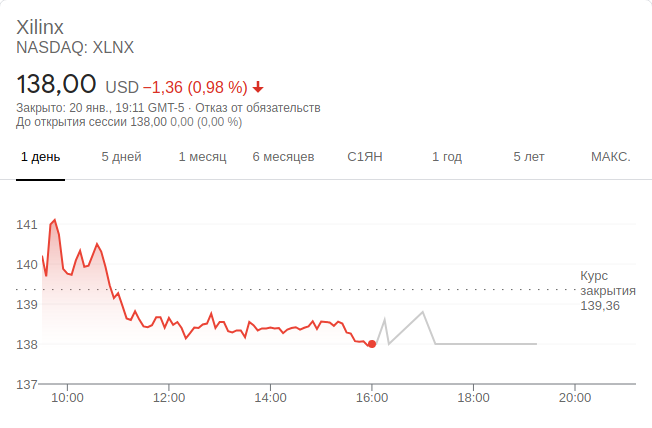 Xilinx
NASDAQ: XLNX
138,00 USD −1,36 (0,98 %)
Закрыто: 20 янв., 19:11 GMT-5 · Отказ от обязательств
До открытия сессии 138,00 0,00 (0,00 %)
1 день 5 дней 1 месяц 6 месяцев С1ЯН 1 год 5 лет МАКС.
141
140
Курс
закрытия
139,36
139
138
137
10:00 12:00 14:00 16:00 18:00 20:00